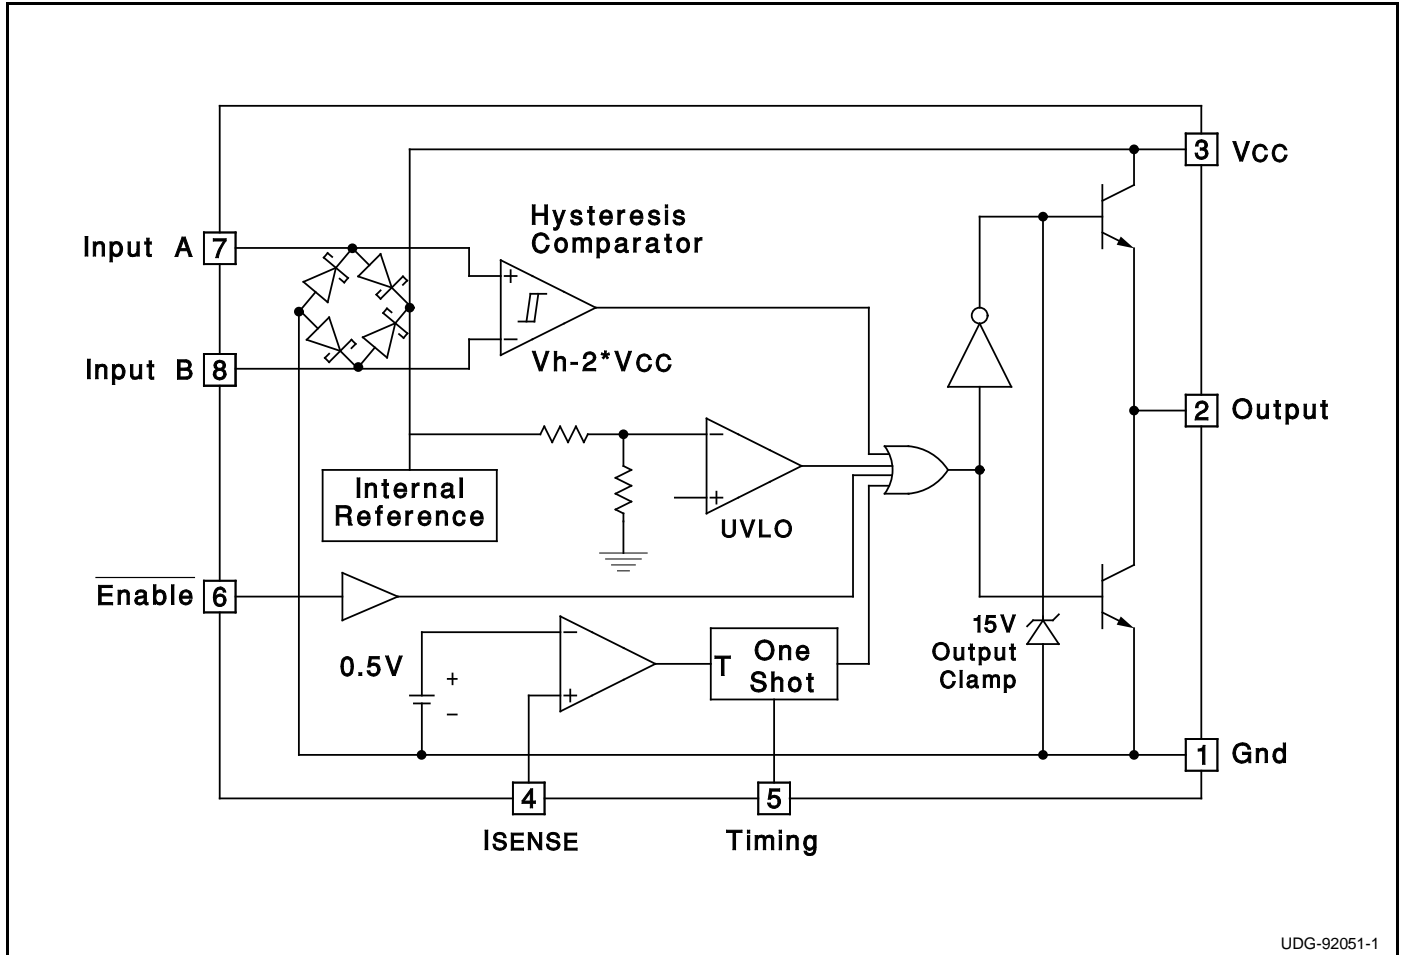 3 VCC
Hysteresis
Comparator
Input A 7
+
−
Input B 8
Vh-2*VCC
2 Output
−
+
Internal
Reference
UVLO
Enable 6
15V
Output
Clamp
0.5V
+
−
−
+
T One
Shot
1 Gnd
4
5
ISENSE
Timing
UDG-92051-1